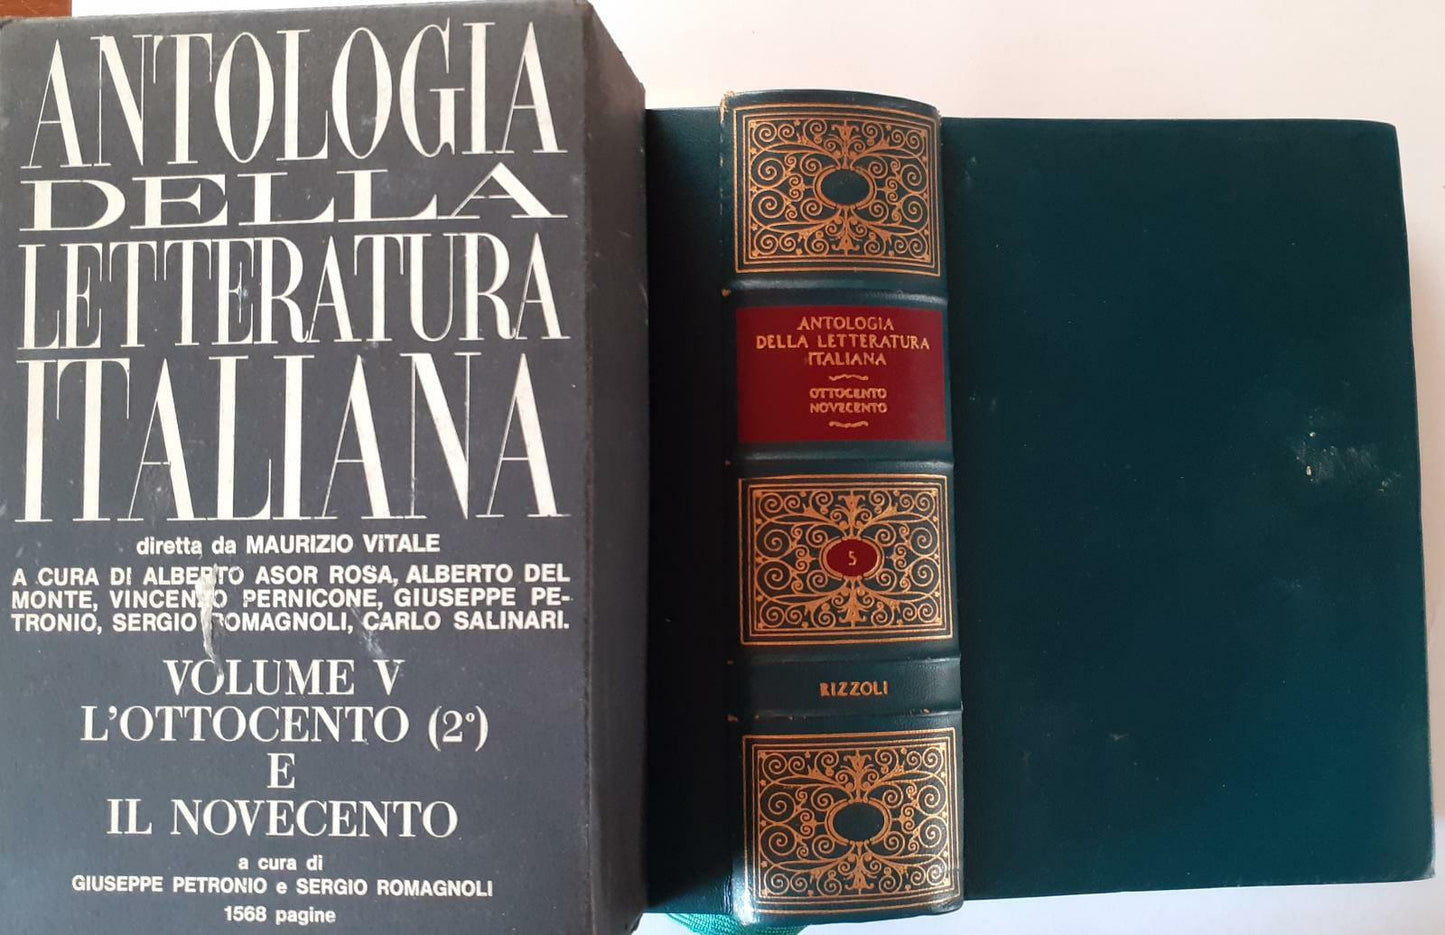 ANTOLOGIA
DELLA
LETTERATURA
ITALIANA
diretta da MAURIZIO VITALE
A CURA DI ALBERTO ASOR ROSA, ALBERTO DEL
MONTE, VINCENZO PERNICONE, GIUSEPPE PE-
TRONIO, SERGIO ROMAGNOLI, CARLO SALINARI.
VOLUME V
L'OTTOCENTO (2º)
E
IL NOVECENTO
a cura di
GIUSEPPE PETRONIO e SERGIO ROMAGNOLI
1568 pagine
ANTOLOGIA
DELLA LETTERATURA
ITALIANA
OTTOCENTO
NOVECENTO
5
RIZZOLI